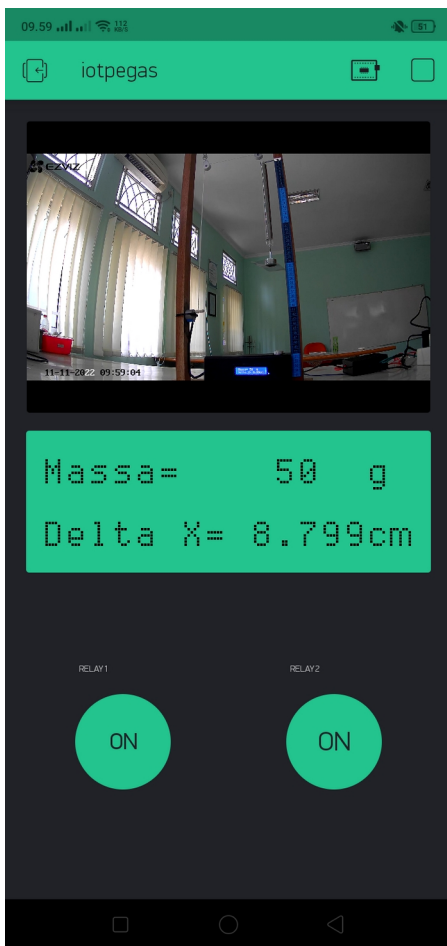 09.59
112
KB/S
51
iotpegas
EZVIZ
11-11-2022 09:59:04
Massa= 50 g
Delta X= 8.799cm
RELAY1 RELAY2
ON ON